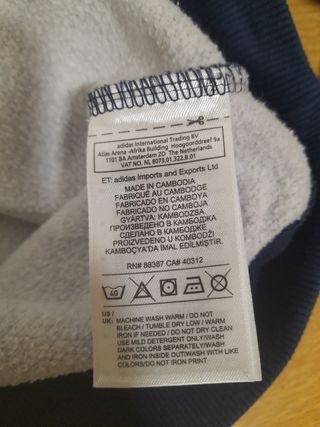 adidas International Trading BV
Atlas Arena -Afrika Building Hoogoorddreef 9a
1101 BA Amsterdam ZO The Netherlands
VAT NO. NL 8073.01.322.B.01
ET: adidas Imports and Exports Ltd
MADE IN CAMBODIA
FABRIQUÉ AU CAMBODGE
FABRICADO EN CAMBOYA
FABRICADO NO CAMBOJA
GYÁRTVA: KAMBODZSA
ПРОИЗВЕДЕНО В КАМБОДЖА
СДЕЛАНО В КАМБОДЖЕ
PROIZVEDENO U KOMBODŽI
KAMBOÇYA'DA İMAL EDİLMİŞTİR.
RN# 88387 CA# 40312
40
US /
UK: MACHINE WASH WARM / DO NOT
BLEACH / TUMBLE DRY LOW / WARM
IRON IF NEEDED / DO NOT DRY CLEAN
USE MILD DETERGENT ONLY/WASH
DARK COLORS SEPARATELY/WASH
AND IRON INSIDE OUT/WASH WITH LIKE
COLORS/DO NOT IRON PRINT